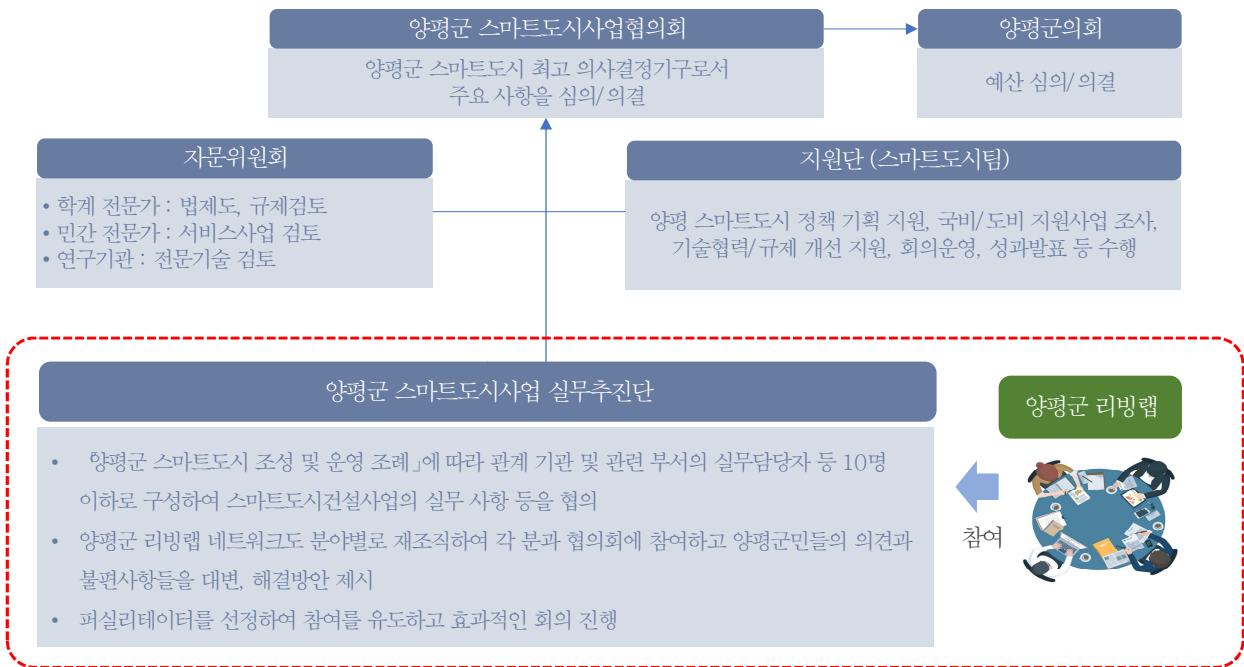 양평군 스마트도시사업협의회
양평군 스마트도시 최고 의사결정기구로서
주요 사항을 심의/의결
양평군의회
예산 심의/의결
자문위원회
• 학계 전문가 : 법제도, 규제검토
• 민간 전문가 : 서비스사업 검토
• 연구기관 : 전문기술 검토
지원단 (스마트도시팀)
양평 스마트도시 정책 기획 지원, 국비/도비 지원사업 조사,
기술협력/규제 개선 지원, 회의운영, 성과발표 등 수행
양평군 스마트도시사업 실무추진단
• 「양평군 스마트도시 조성 및 운영 조례」에 따라 관계 기관 및 관련 부서의 실무담당자 등 10명
이하로 구성하여 스마트도시건설사업의 실무 사항 등을 협의
• 양평군 리빙랩 네트워크도 분야별로 재조직하여 각 분과 협의회에 참여하고 양평군민들의 의견과
불편사항들을 대변, 해결방안 제시
• 퍼실리테이터를 선정하여 참여를 유도하고 효과적인 회의 진행
양평군 리빙랩
참여